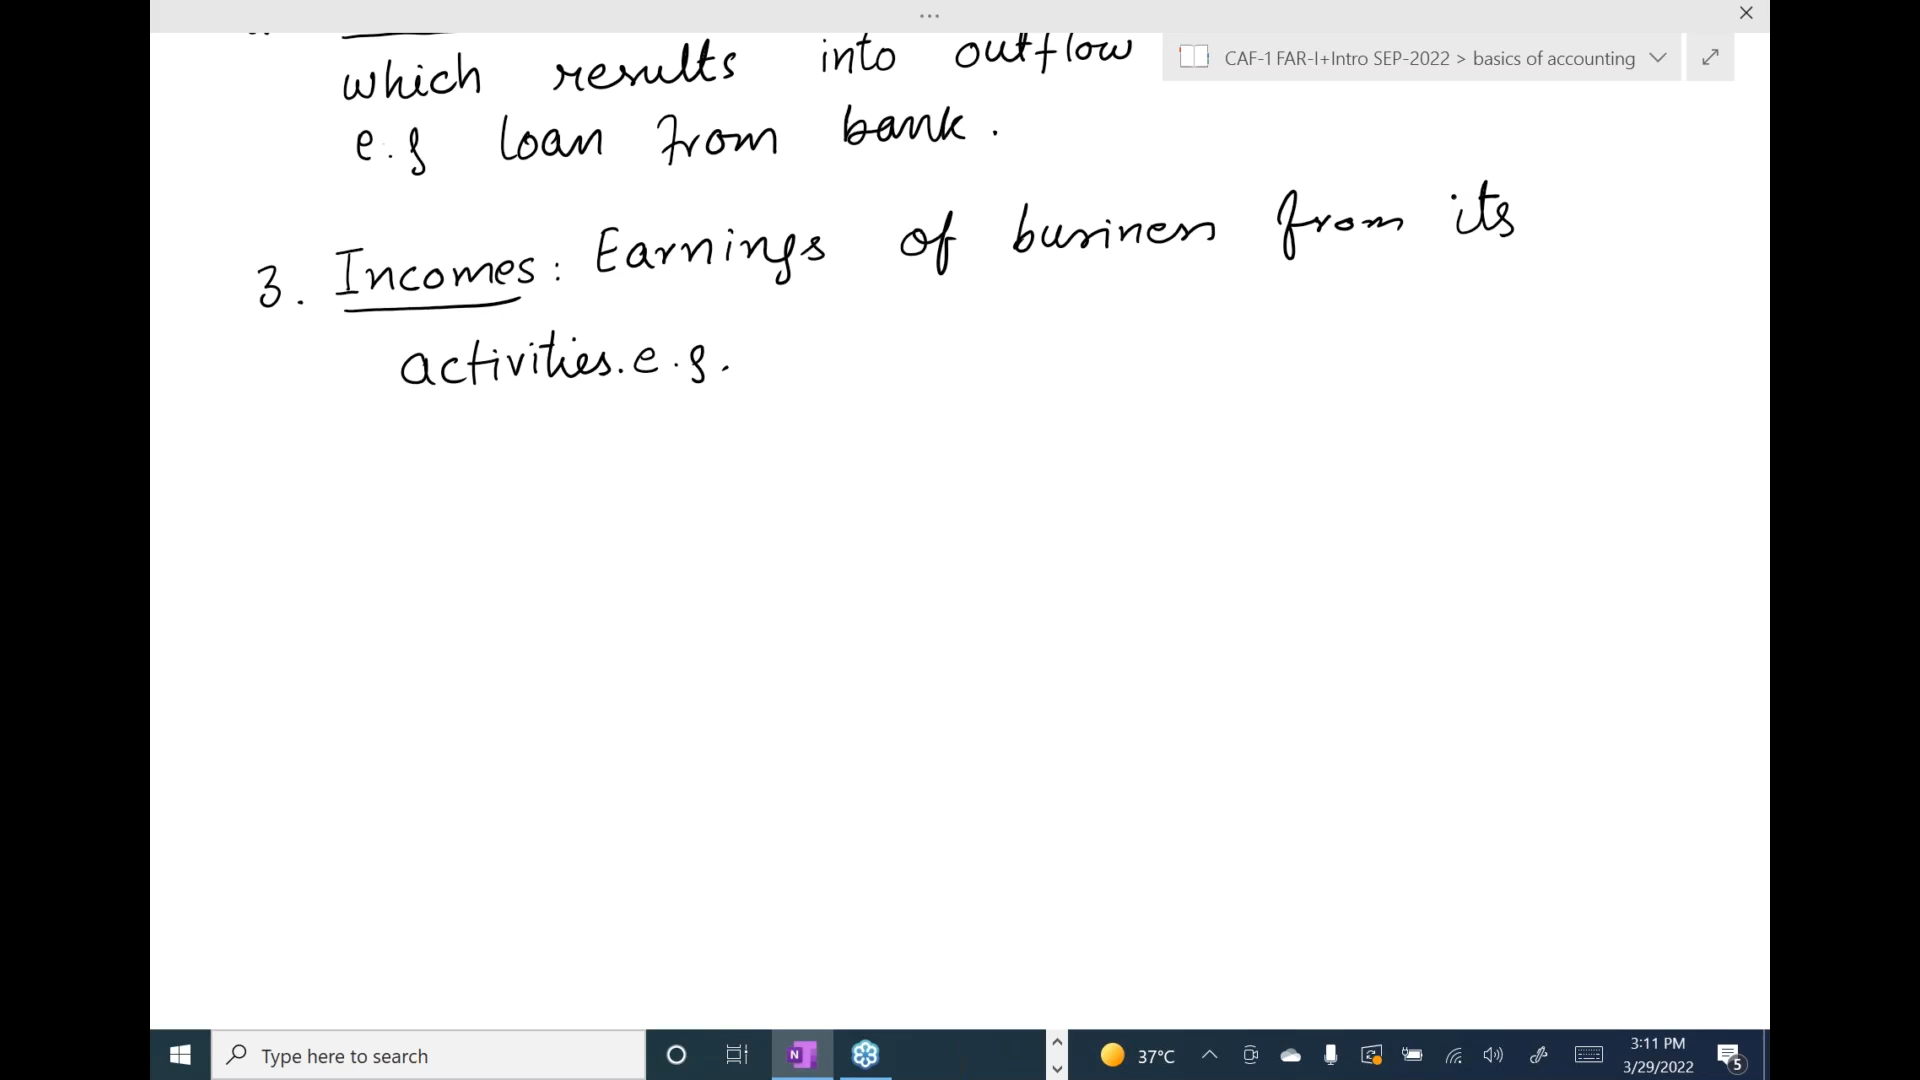 which results into outflow
CAF-1 FAR-I+Intro SEP-2022 > basics of accounting
e.g loan from bank.
3. Incomes: Earnings of business from its
activities. e.g.
Type here to search
37°C
3:11 PM
3/29/2022
5